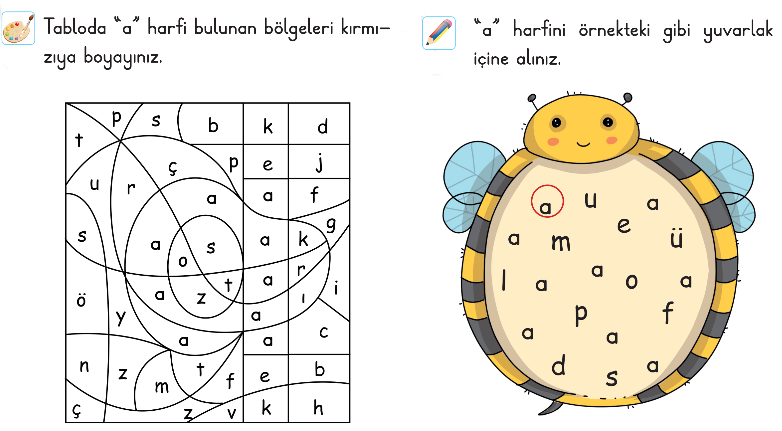 Tabloda “a” harfi bulunan bölgeleri kırmı-
zıya boyayınız.
p s b k d
t ç p e j
u r a a f
s a o s a k g
ö a z t a r ı i
y a a a c
n z m t f e b
ç z v k h
“a” harfini örnekteki gibi yuvarlak
içine alınız.
a u a
a m e ü
l a a o a
p f
a a
d s a